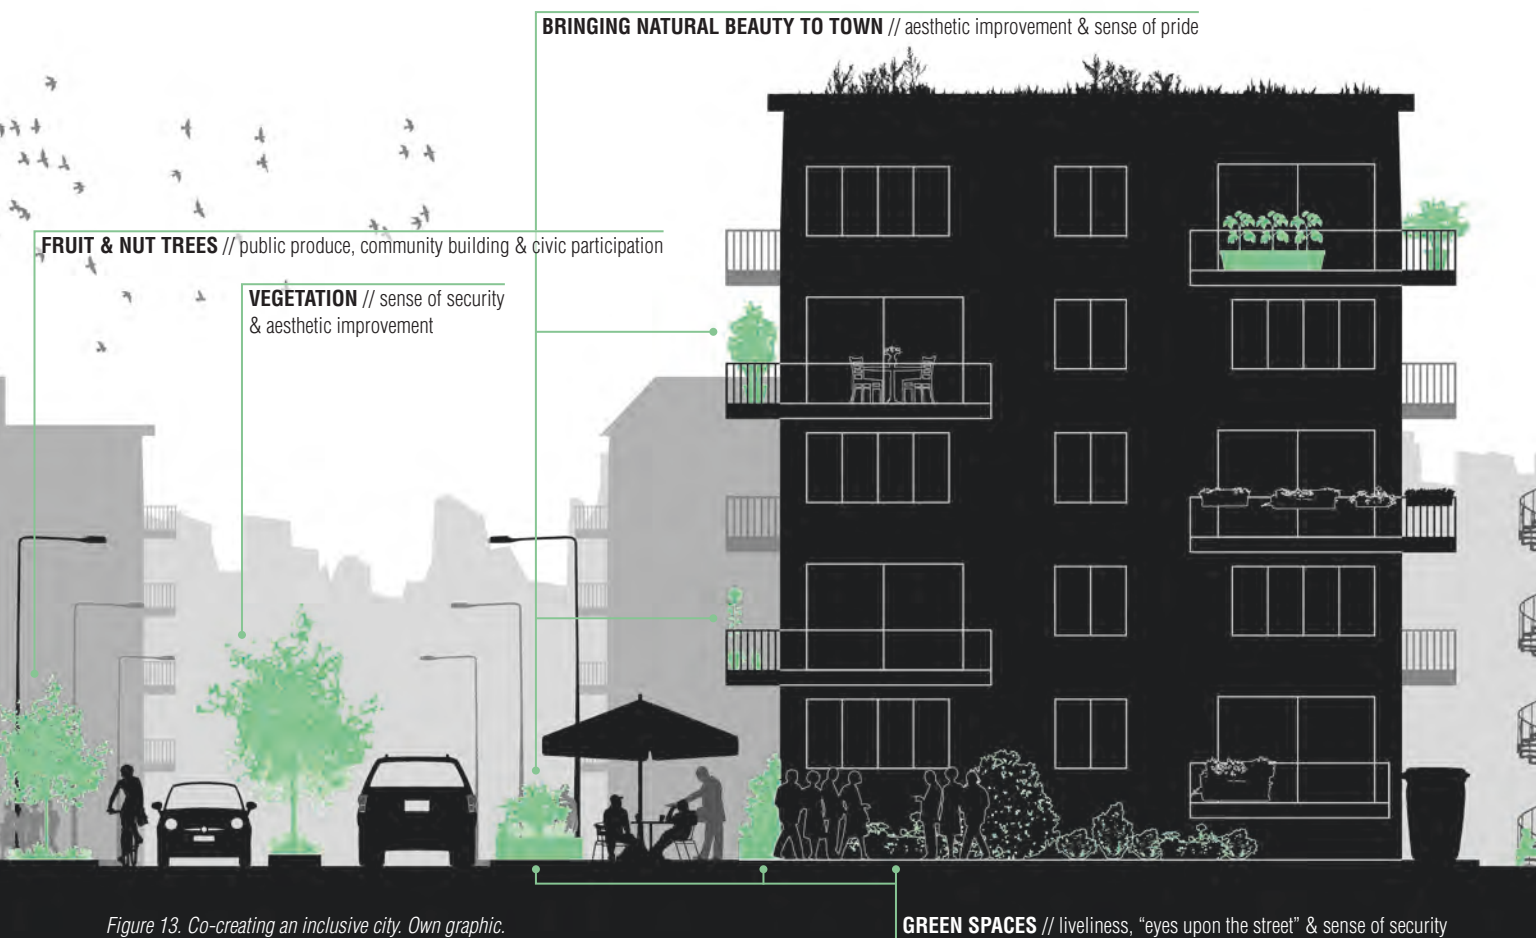 BRINGING NATURAL BEAUTY TO TOWN // aesthetic improvement & sense of pride
FRUIT & NUT TREES // public produce, community building & civic participation
VEGETATION // sense of security
& aesthetic improvement
Figure 13. Co-creating an inclusive city. Own graphic.
GREEN SPACES // liveliness, “eyes upon the street” & sense of security